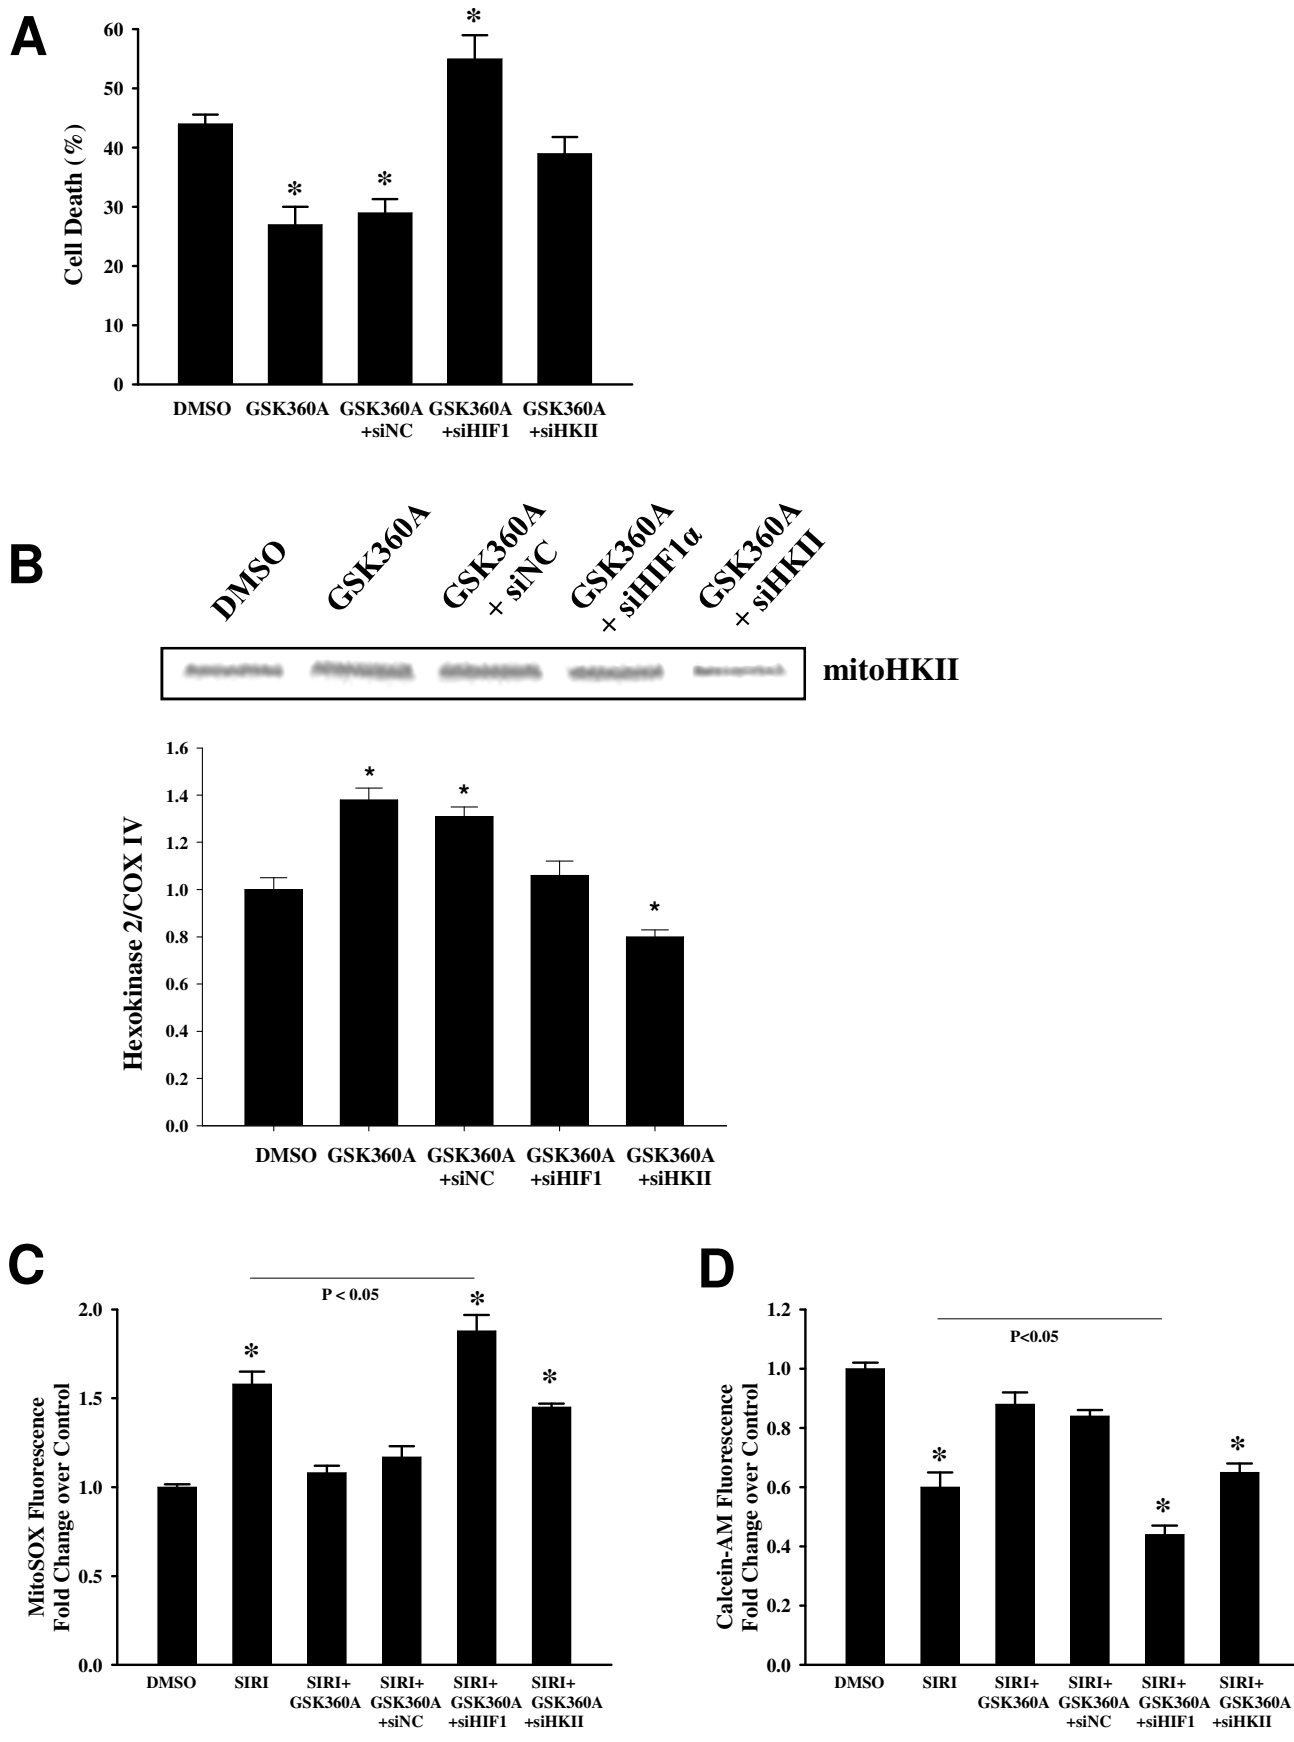 A
Cell Death (%)
60
50
40
30
20
10
0
*
*
*
DMSO
GSK360A
GSK360A
+siNC
GSK360A
+siHIF1
GSK360A
+siHKII
B
DMSO
GSK360A
GSK360A
+ siNC
GSK360A
+ siHIF1α
GSK360A
+ siHKII
mitoHKII
Hexokinase 2/COX IV
1.6
1.4
1.2
1.0
0.8
0.6
0.4
0.2
0.0
*
*
*
DMSO
GSK360A
GSK360A
+siNC
GSK360A
+siHIF1
GSK360A
+siHKII
C
MitoSOX Fluorescence
Fold Change over Control
2.0
1.5
1.0
0.5
0.0
P < 0.05
*
*
*
DMSO
SIRI
SIRI+
GSK360A
SIRI+
GSK360A
+siNC
SIRI+
GSK360A
+siHIF1
SIRI+
GSK360A
+siHKII
D
Calcein-AM Fluorescence
Fold Change over Control
1.2
1.0
0.8
0.6
0.4
0.2
0.0
P<0.05
*
*
*
DMSO
SIRI
SIRI+
GSK360A
SIRI+
GSK360A
+siNC
SIRI+
GSK360A
+siHIF1
SIRI+
GSK360A
+siHKII